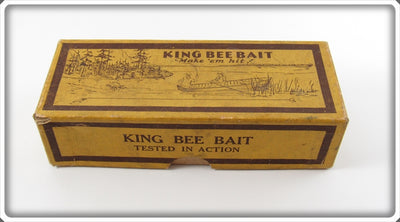 KING BEE BAIT
"Make 'em hit!"
KING BEE BAIT
TESTED IN ACTION